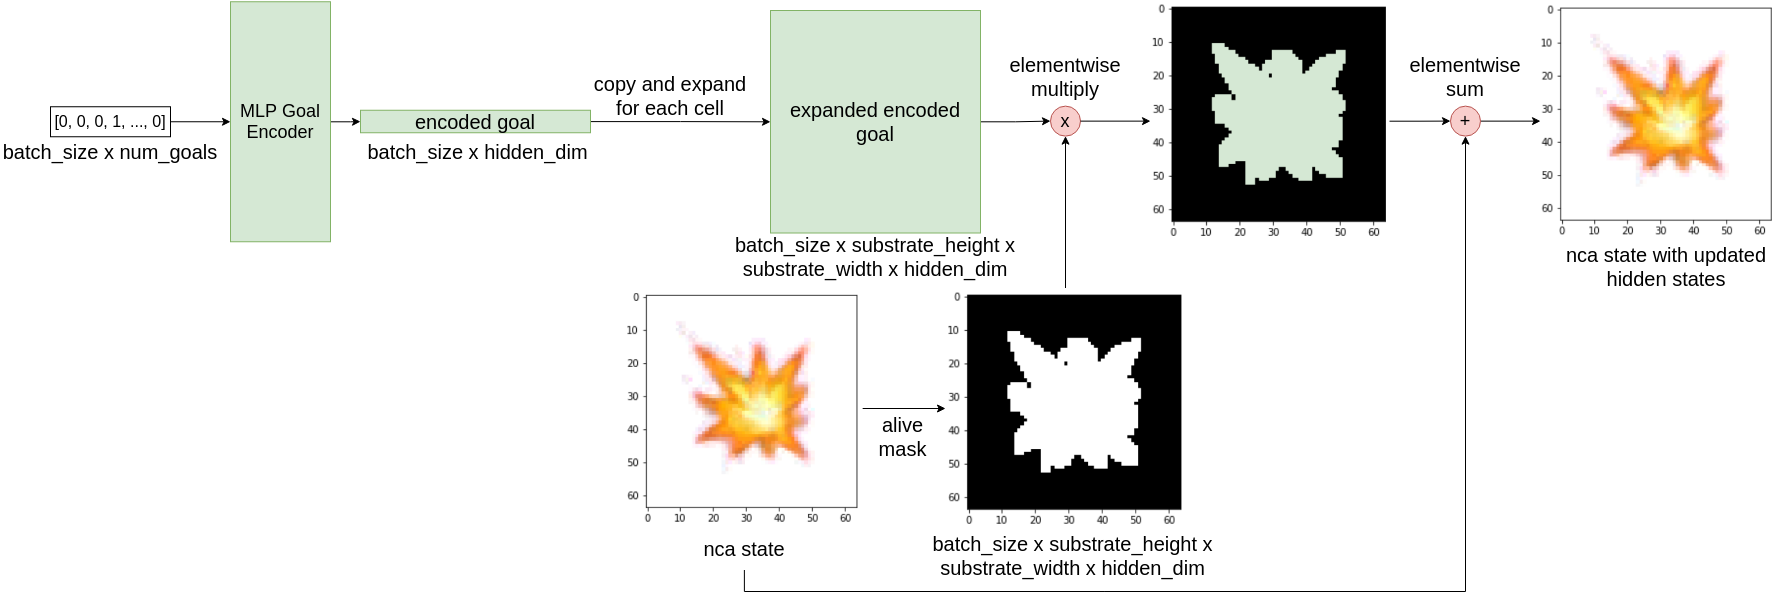 [0, 0, 0, 1, ..., 0]
batch_size x num_goals
MLP Goal
Encoder
encoded goal
batch_size x hidden_dim
copy and expand
for each cell
expanded encoded
goal
batch_size x substrate_height x
substrate_width x hidden_dim
elementwise
multiply
x
0
10
20
30
40
50
60
0 10 20 30 40 50 60
elementwise
sum
+
0
10
20
30
40
50
60
0 10 20 30 40 50 60
nca state with updated
hidden states
0
10
20
30
40
50
60
0 10 20 30 40 50 60
nca state
alive
mask
0
10
20
30
40
50
60
0 10 20 30 40 50 60
batch_size x substrate_height x
substrate_width x hidden_dim